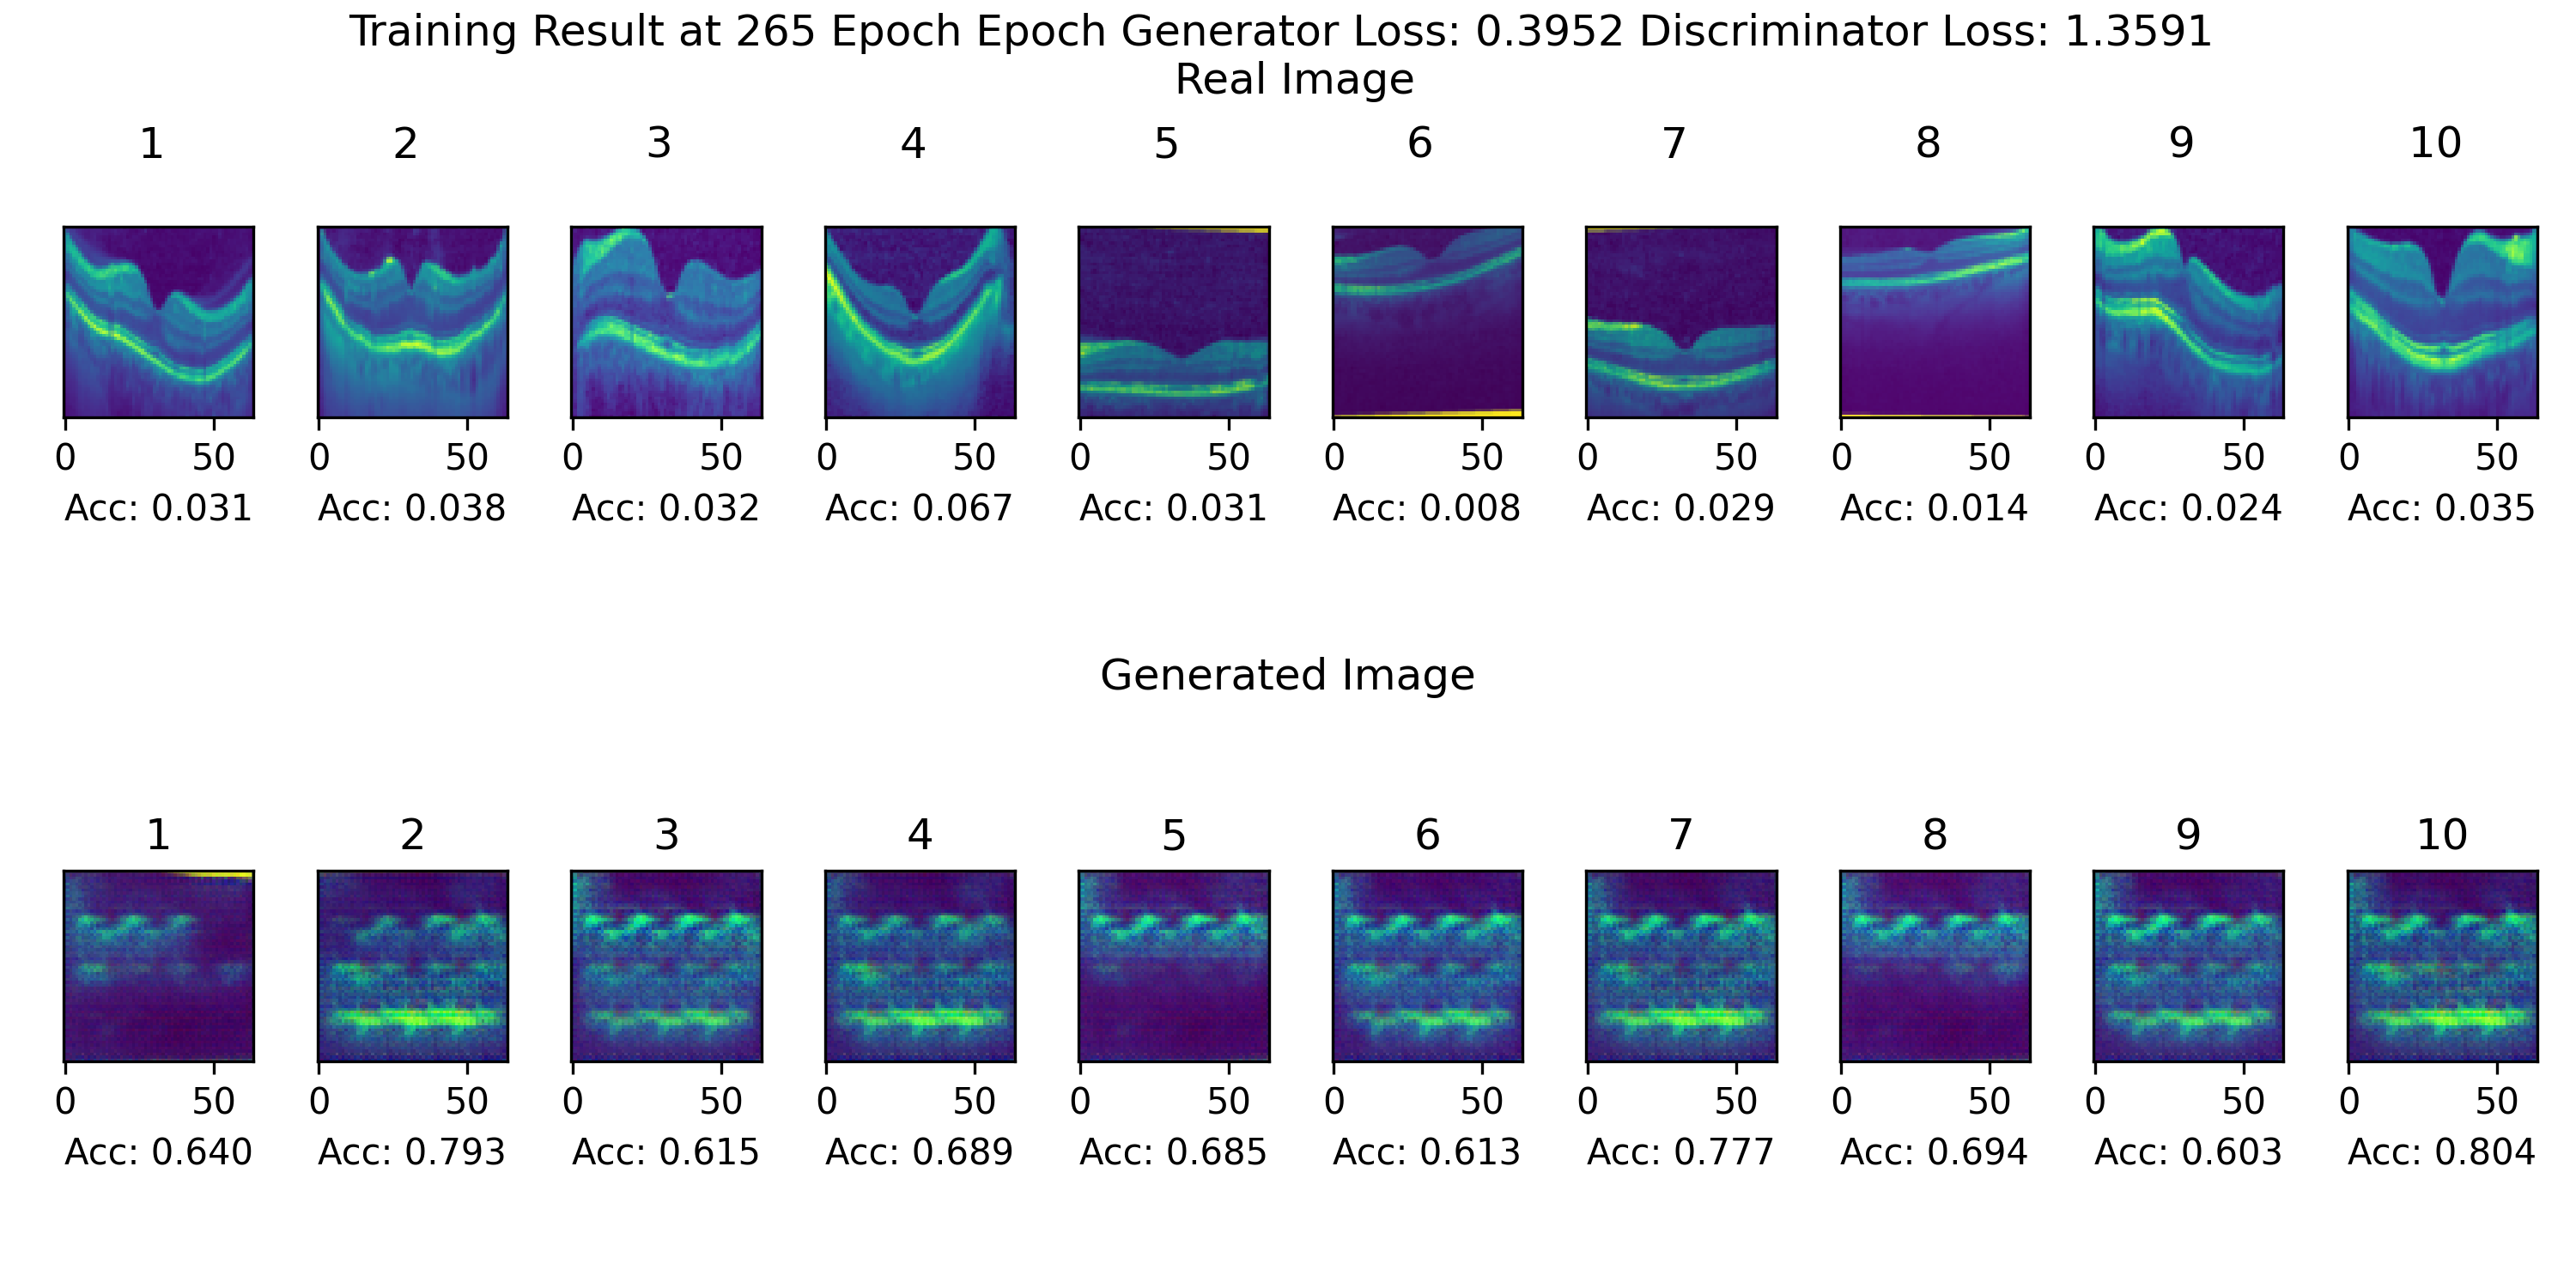 Training Result at 265 Epoch Epoch Generator Loss: 0.3952 Discriminator Loss: 1.3591
Real Image
1 2 3 4 5 6 7 8 9 10
0 50 0 50 0 50 0 50 0 50 0 50 0 50 0 50 0 50 0 50
Acc: 0.031 Acc: 0.038 Acc: 0.032 Acc: 0.067 Acc: 0.031 Acc: 0.008 Acc: 0.029 Acc: 0.014 Acc: 0.024 Acc: 0.035
Generated Image
1 2 3 4 5 6 7 8 9 10
0 50 0 50 0 50 0 50 0 50 0 50 0 50 0 50 0 50 0 50
Acc: 0.640 Acc: 0.793 Acc: 0.615 Acc: 0.689 Acc: 0.685 Acc: 0.613 Acc: 0.777 Acc: 0.694 Acc: 0.603 Acc: 0.804